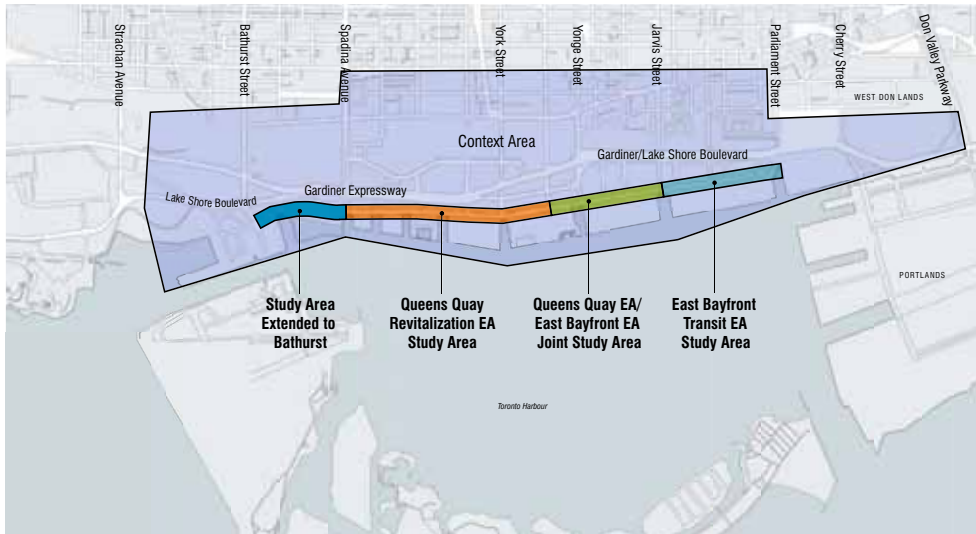 Strachan Avenue
Bathurst Street
Spadina Avenue
York Street
Yonge Street
Jarvis Street
Parliament Street
Cherry Street
Don Valley Parkway
WEST DON LANDS
Context Area
Gardiner/Lake Shore Boulevard
Gardiner Expressway
Lake Shore Boulevard
PORTLANDS
Study Area
Extended to
Bathurst
Queens Quay
Revitalization EA
Study Area
Queens Quay EA/
East Bayfront EA
Joint Study Area
East Bayfront
Transit EA
Study Area
Toronto Harbour